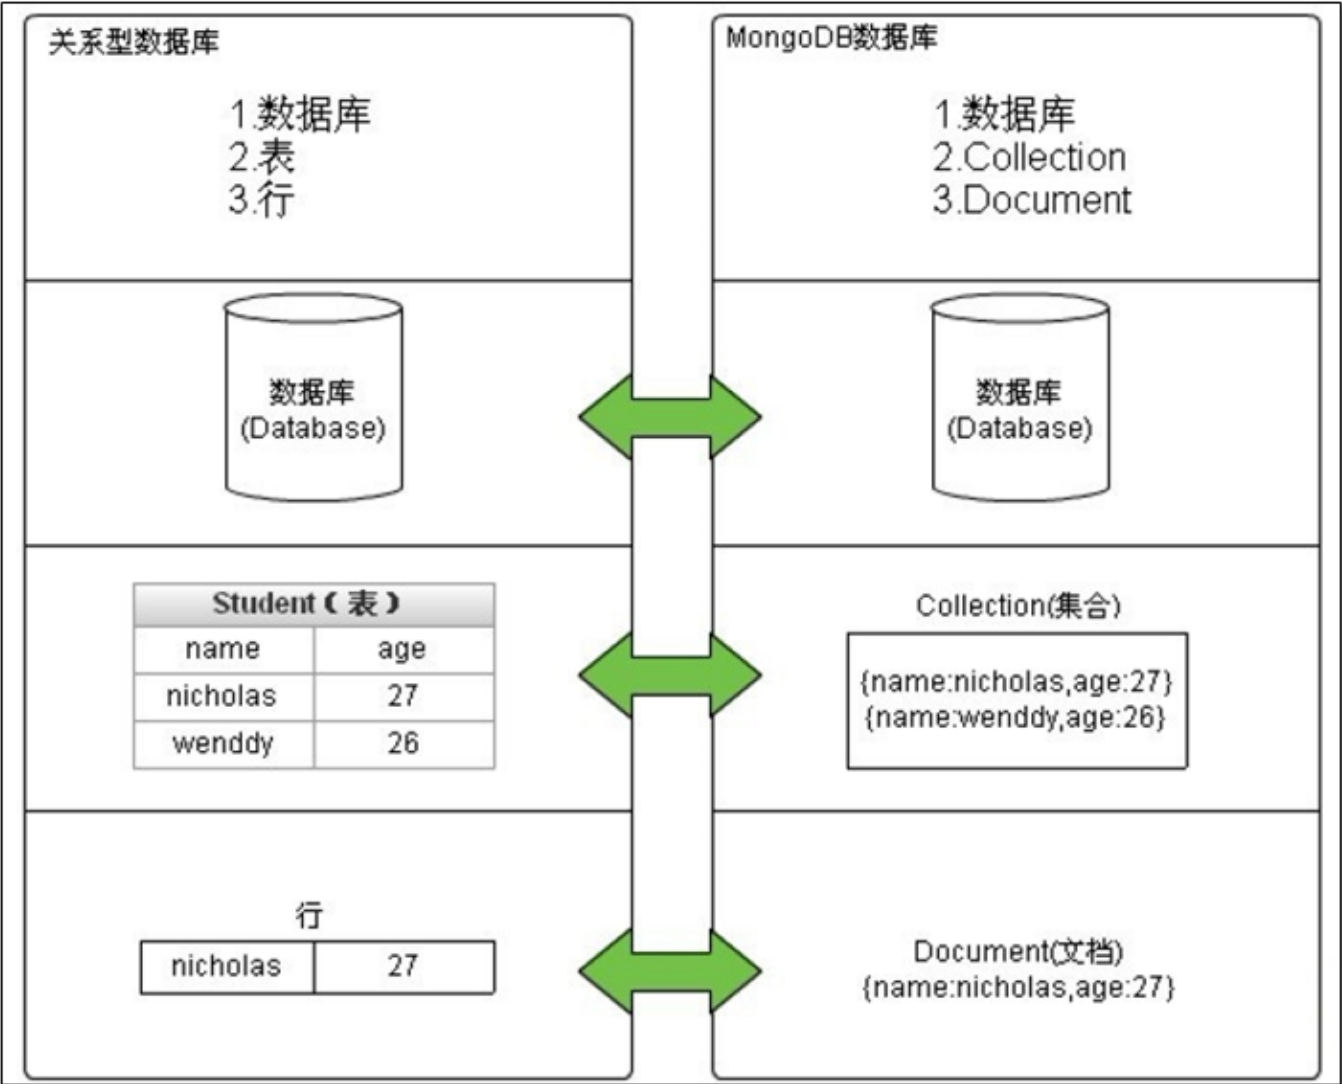 关系型数据库
1.数据库
2.表
3.行
数据库
(Database)
Student（表）
name age
nicholas 27
wenddy 26
行
nicholas 27
MongoDB数据库
1.数据库
2.Collection
3.Document
数据库
(Database)
Collection(集合)
{name:nicholas,age:27}
{name:wenddy,age:26}
Document(文档)
{name:nicholas,age:27}